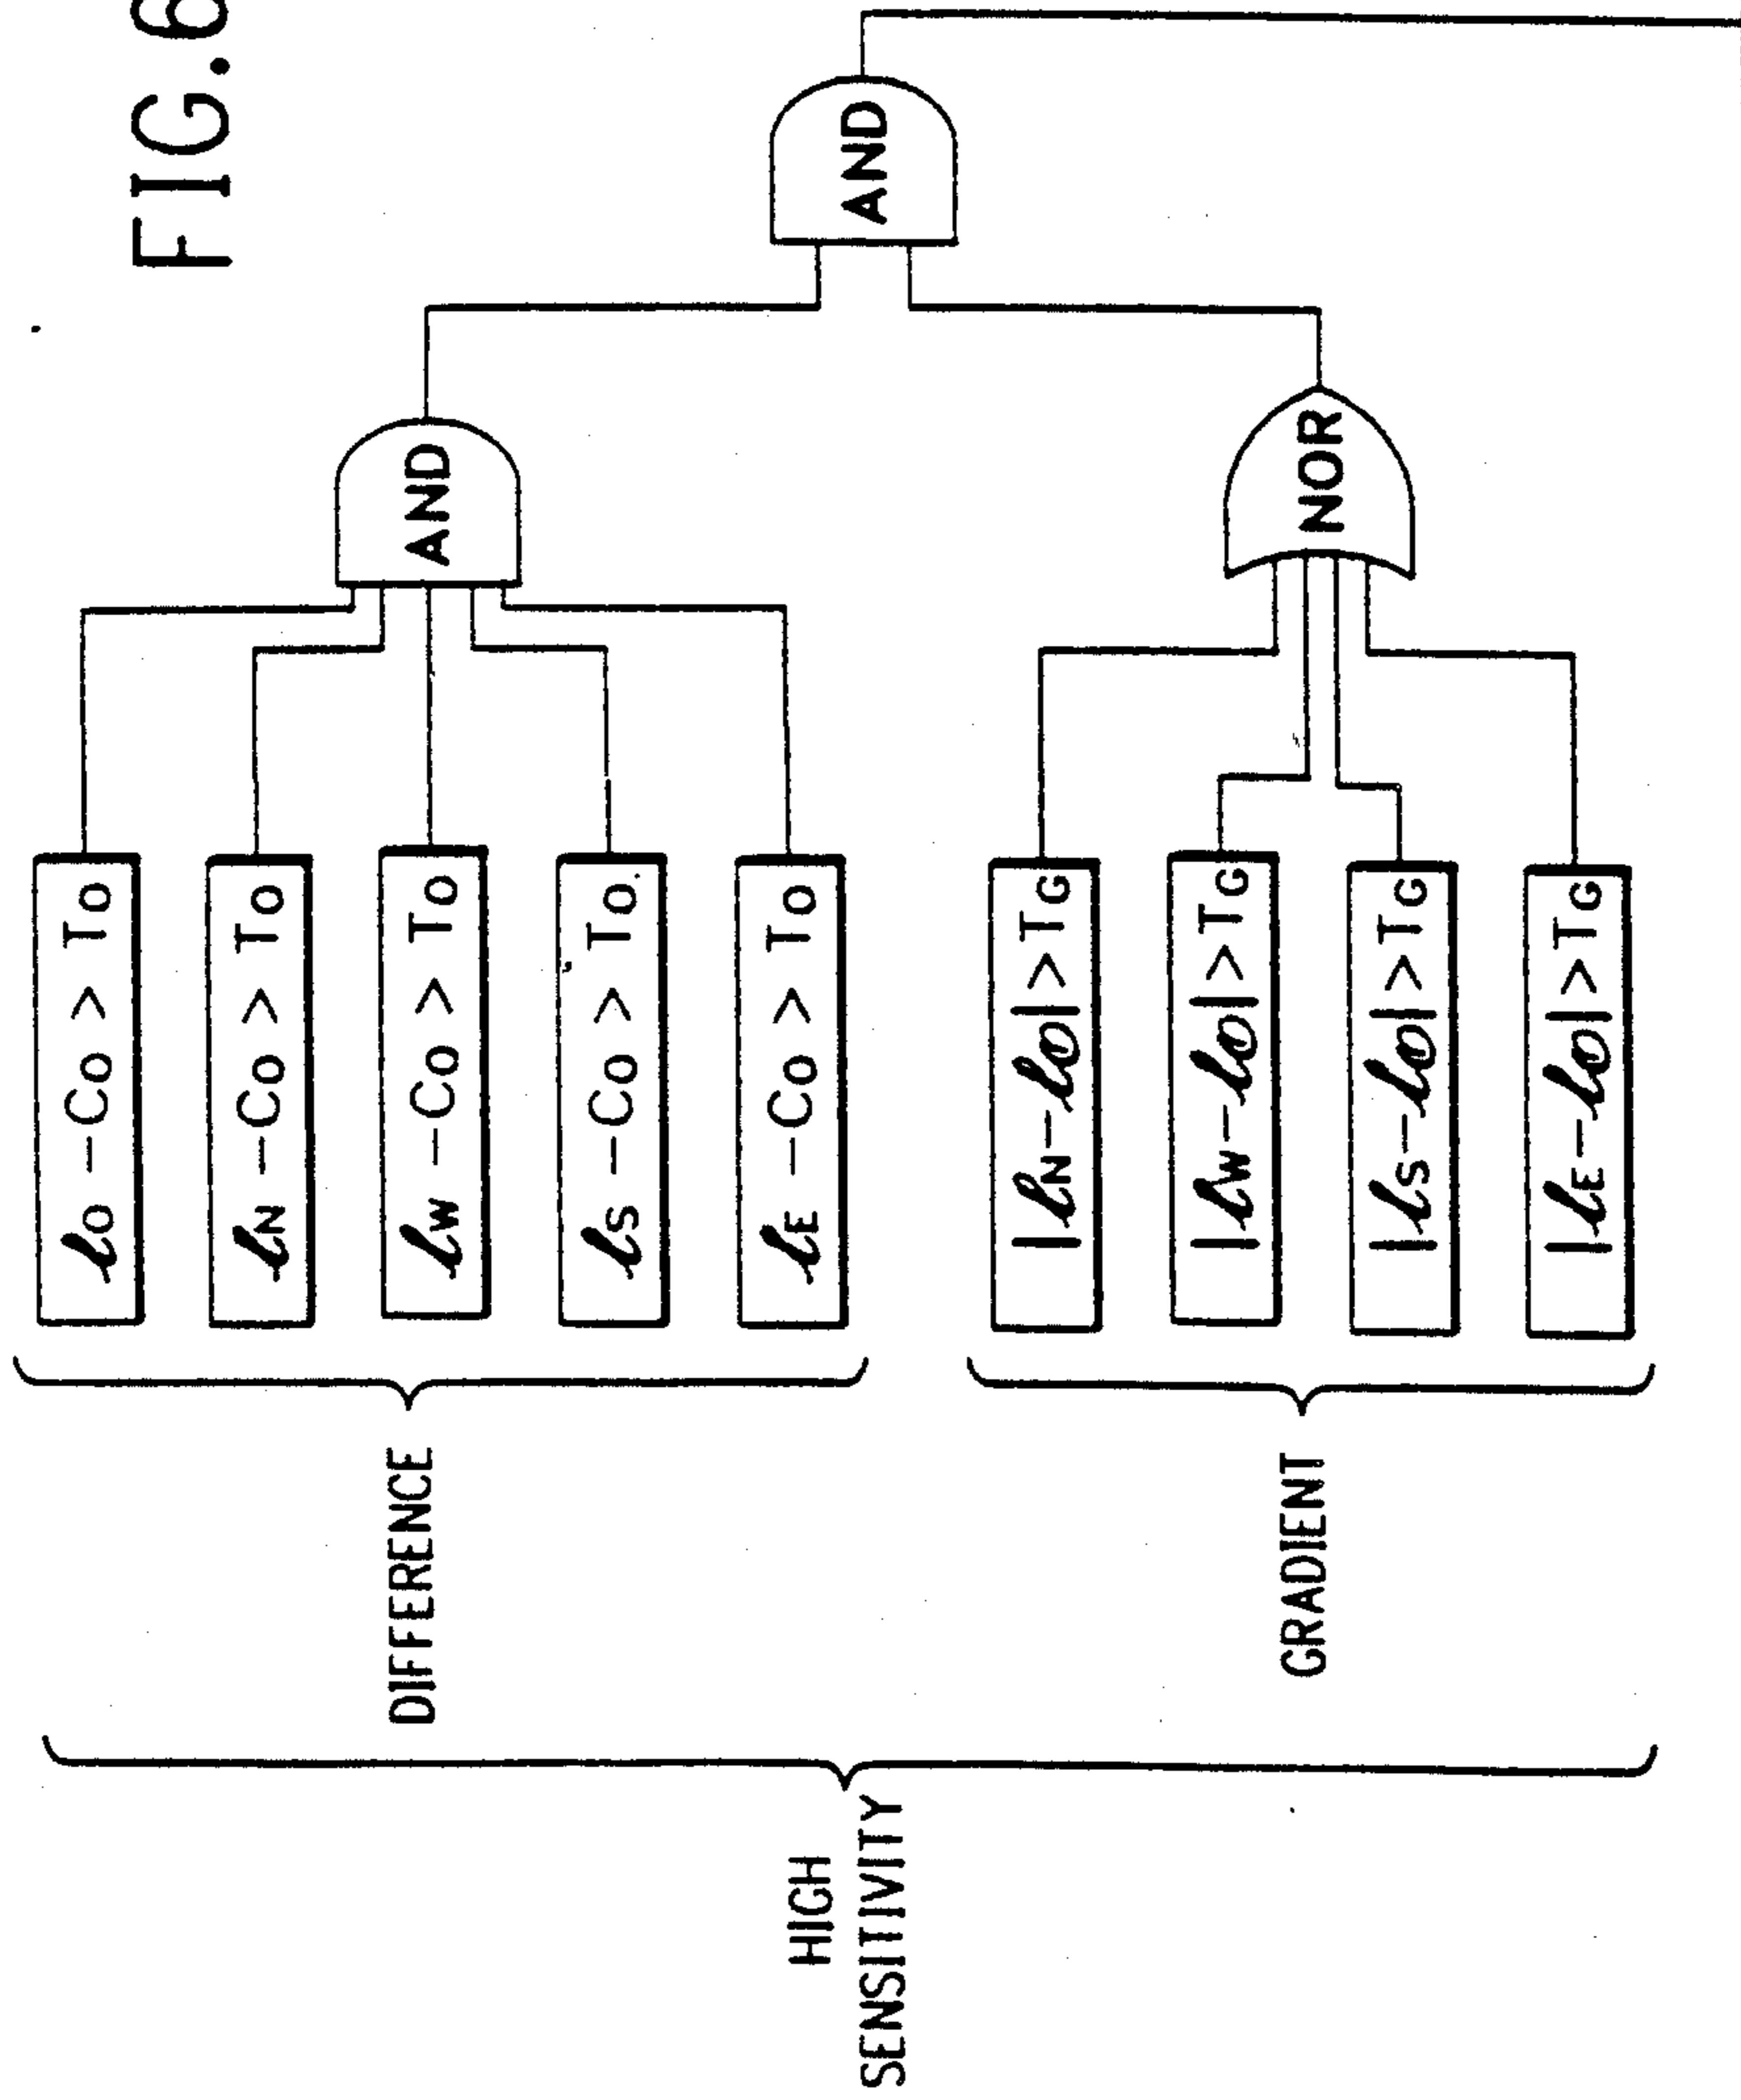 FIG.6
HIGH
SENSITIVITY
DIFFERENCE
ℓO -CO > TO
ℓN -CO > TO
ℓW -CO > TO
ℓS -CO > TO
ℓE -CO > TO
AND
GRADIENT
|ℓN-ℓO|>TG
|ℓW-ℓO|>TG
|ℓS-ℓO|>TG
|ℓE-ℓO|>TG
NOR
AND